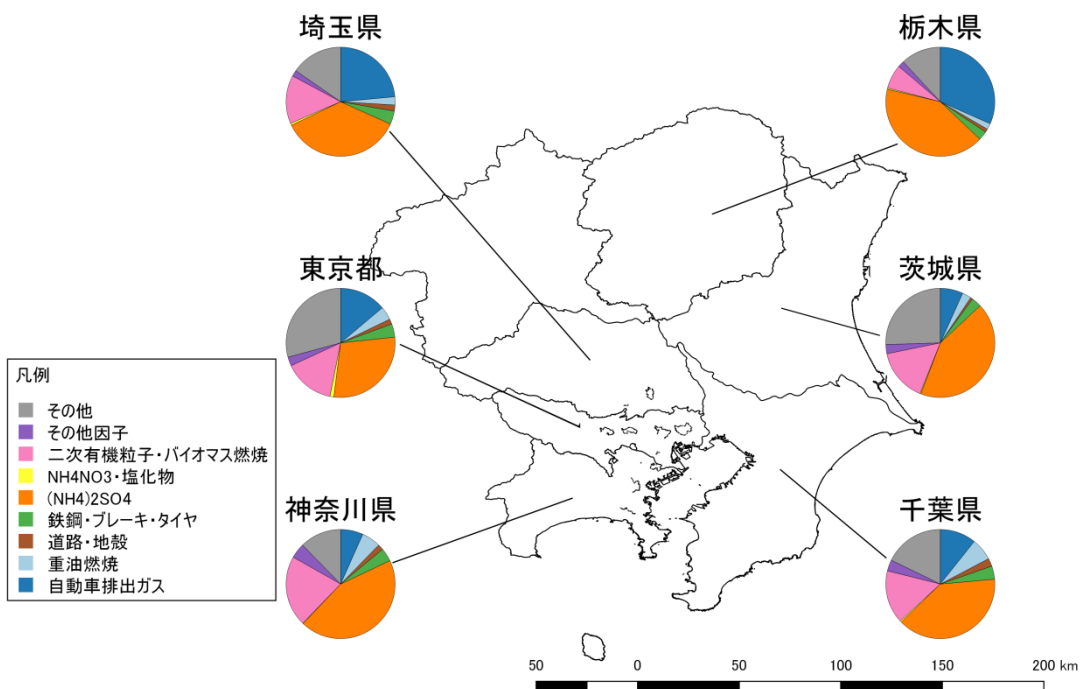 埼玉県
栃木県
東京都
茨城県
凡例
その他
その他因子
二次有機粒子・バイオマス燃焼
NH4NO3・塩化物
(NH4)2SO4
鉄鋼・ブレーキ・タイヤ
道路・地殻
重油燃焼
自動車排出ガス
神奈川県
千葉県
50 0 50 100 150 200 km